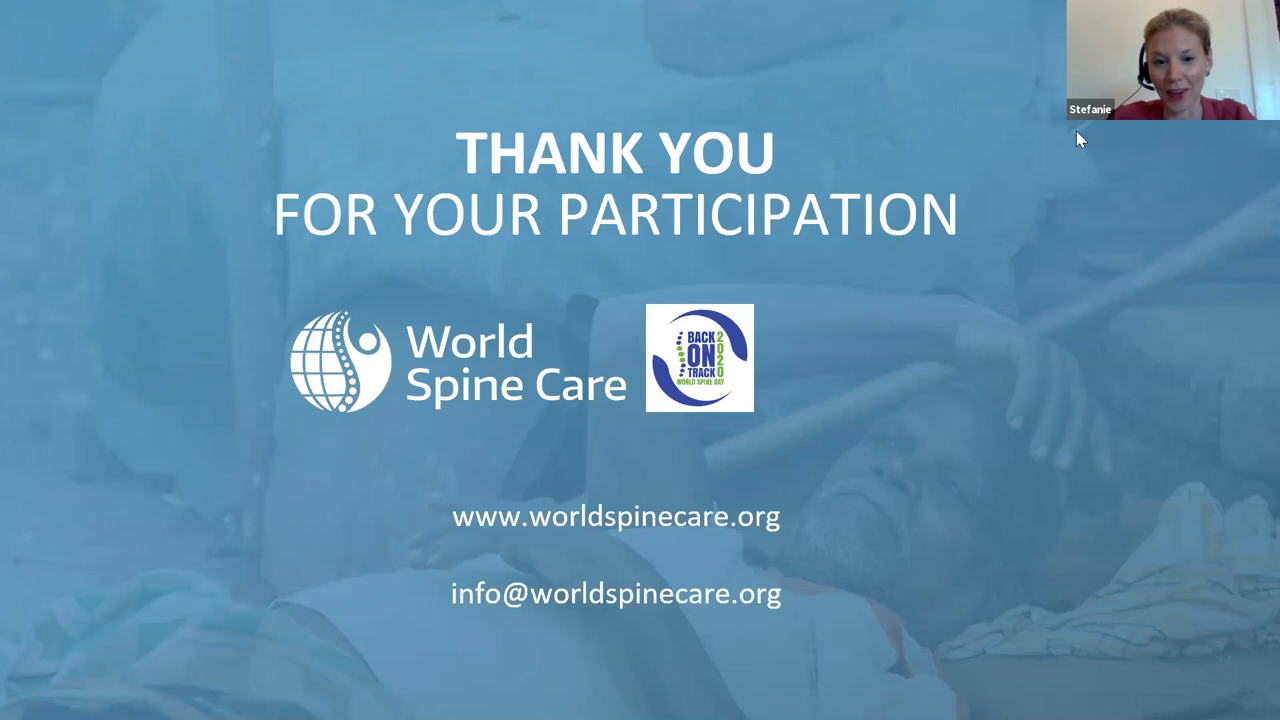 Stefanie
THANK YOU
FOR YOUR PARTICIPATION
World
Spine Care
BACK
ON
TRACK
2020
WORLD SPINE DAY
www.worldspinecare.org
info@worldspinecare.org